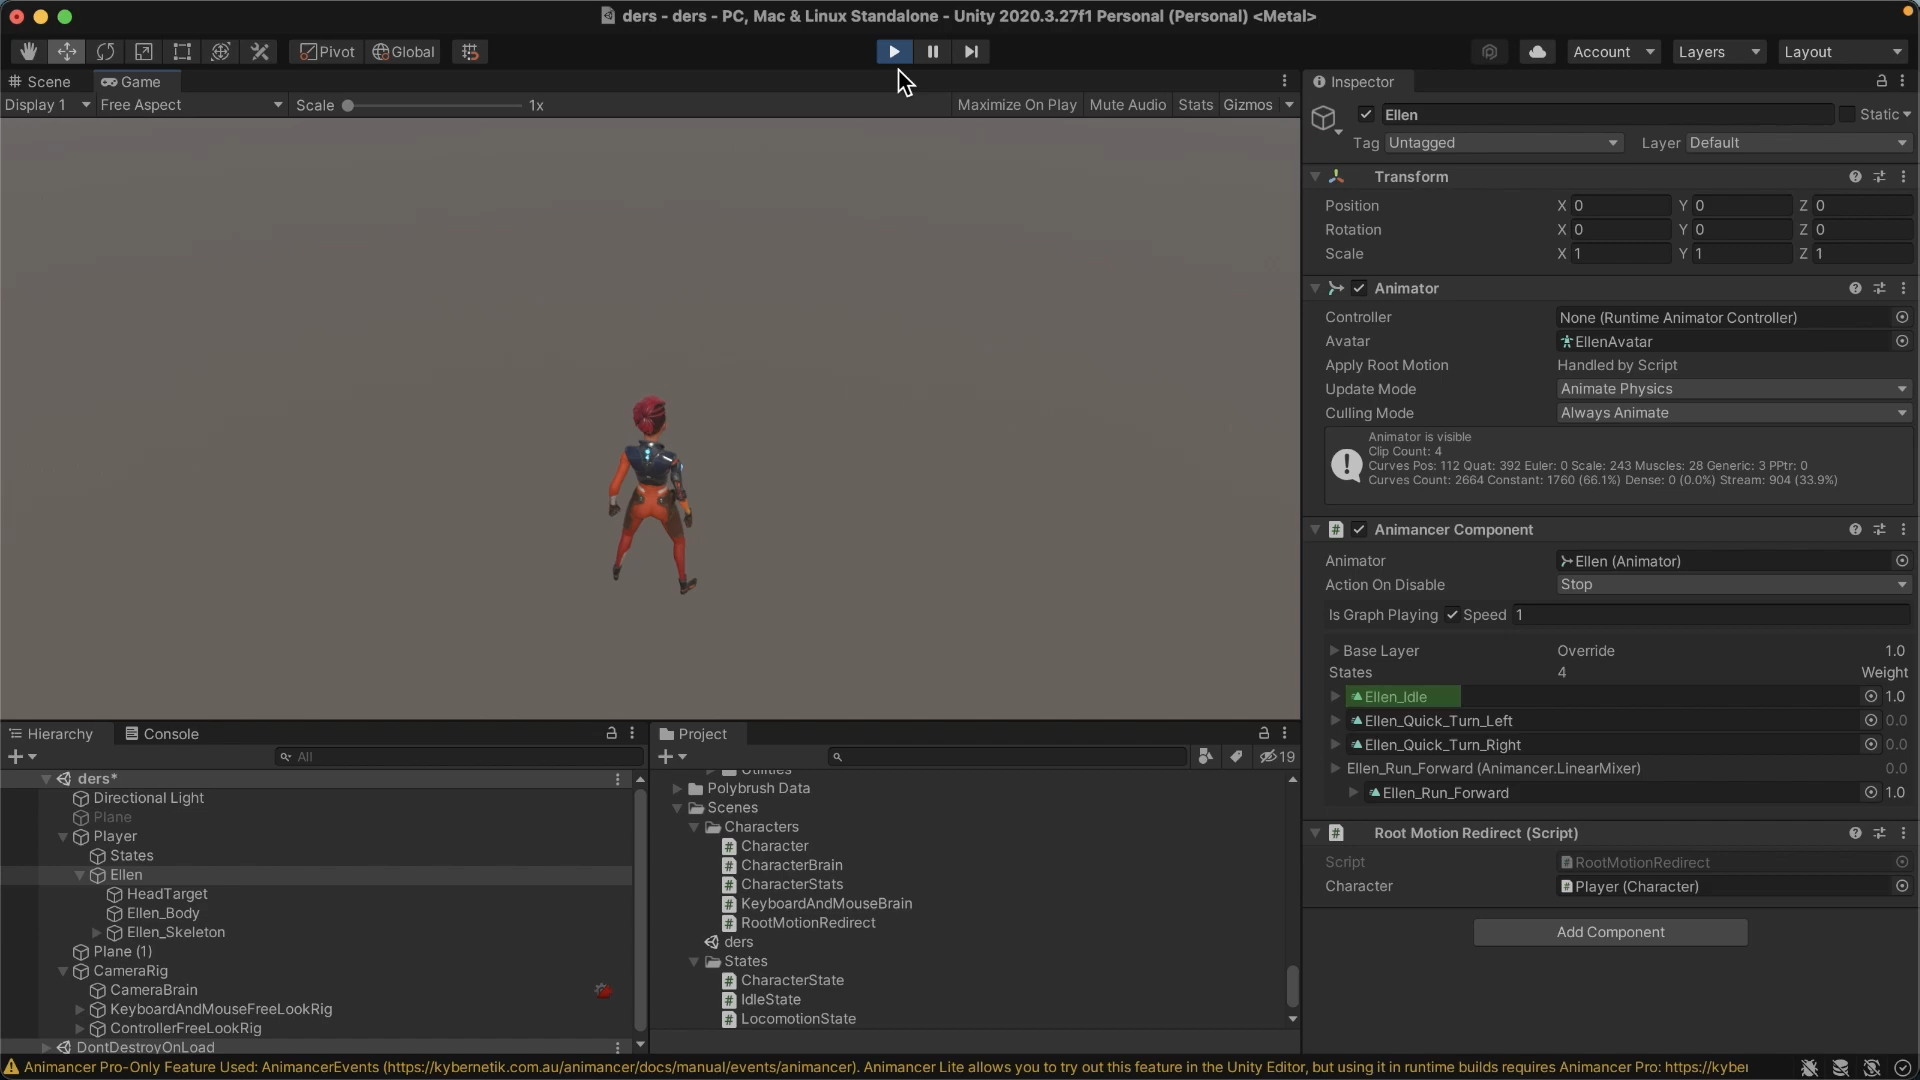 ders - ders - PC, Mac & Linux Standalone - Unity 2020.3.27f1 Personal (Personal) <Metal>
Pivot Global Account Layers Layout
Scene Game
Display 1 Free Aspect Scale 1x Maximize On Play Mute Audio Stats Gizmos
Inspector
Ellen Static
Tag Untagged Layer Default
Transform
Position X 0 Y 0 Z 0
Rotation X 0 Y 0 Z 0
Scale X 1 Y 1 Z 1
Animator
Controller None (Runtime Animator Controller)
Avatar EllenAvatar
Apply Root Motion Handled by Script
Update Mode Animate Physics
Culling Mode Always Animate
Animator is visible
Clip Count: 4
Curves Pos: 112 Quat: 392 Euler: 0 Scale: 243 Muscles: 28 Generic: 3 PPtr: 0
Curves Count: 2664 Constant: 1760 (66.1%) Dense: 0 (0.0%) Stream: 904 (33.9%)
# Animancer Component
Animator Ellen (Animator)
Action On Disable Stop
Is Graph Playing Speed 1
Base Layer Override 1.0
States 4 Weight
Ellen_Idle 1.0
Ellen_Quick_Turn_Left 0.0
Ellen_Quick_Turn_Right 0.0
Ellen_Run_Forward (Animancer.LinearMixer) 0.0
Ellen_Run_Forward 1.0
# Root Motion Redirect (Script)
Script RootMotionRedirect
Character Player (Character)
Add Component
Hierarchy Console
All
ders*
Directional Light
Plane
Player
States
Ellen
HeadTarget
Ellen_Body
Ellen_Skeleton
Plane (1)
CameraRig
CameraBrain
KeyboardAndMouseFreeLookRig
ControllerFreeLookRig
DontDestroyOnLoad
Project
19
Utilities
Polybrush Data
Scenes
Characters
# Character
# CharacterBrain
# CharacterStats
# KeyboardAndMouseBrain
# RootMotionRedirect
ders
States
# CharacterState
# IdleState
# LocomotionState
Animancer Pro-Only Feature Used: AnimancerEvents (https://kybernetik.com.au/animancer/docs/manual/events/animancer). Animancer Lite allows you to try out this feature in the Unity Editor, but using it in runtime builds requires Animancer Pro: https://kyber